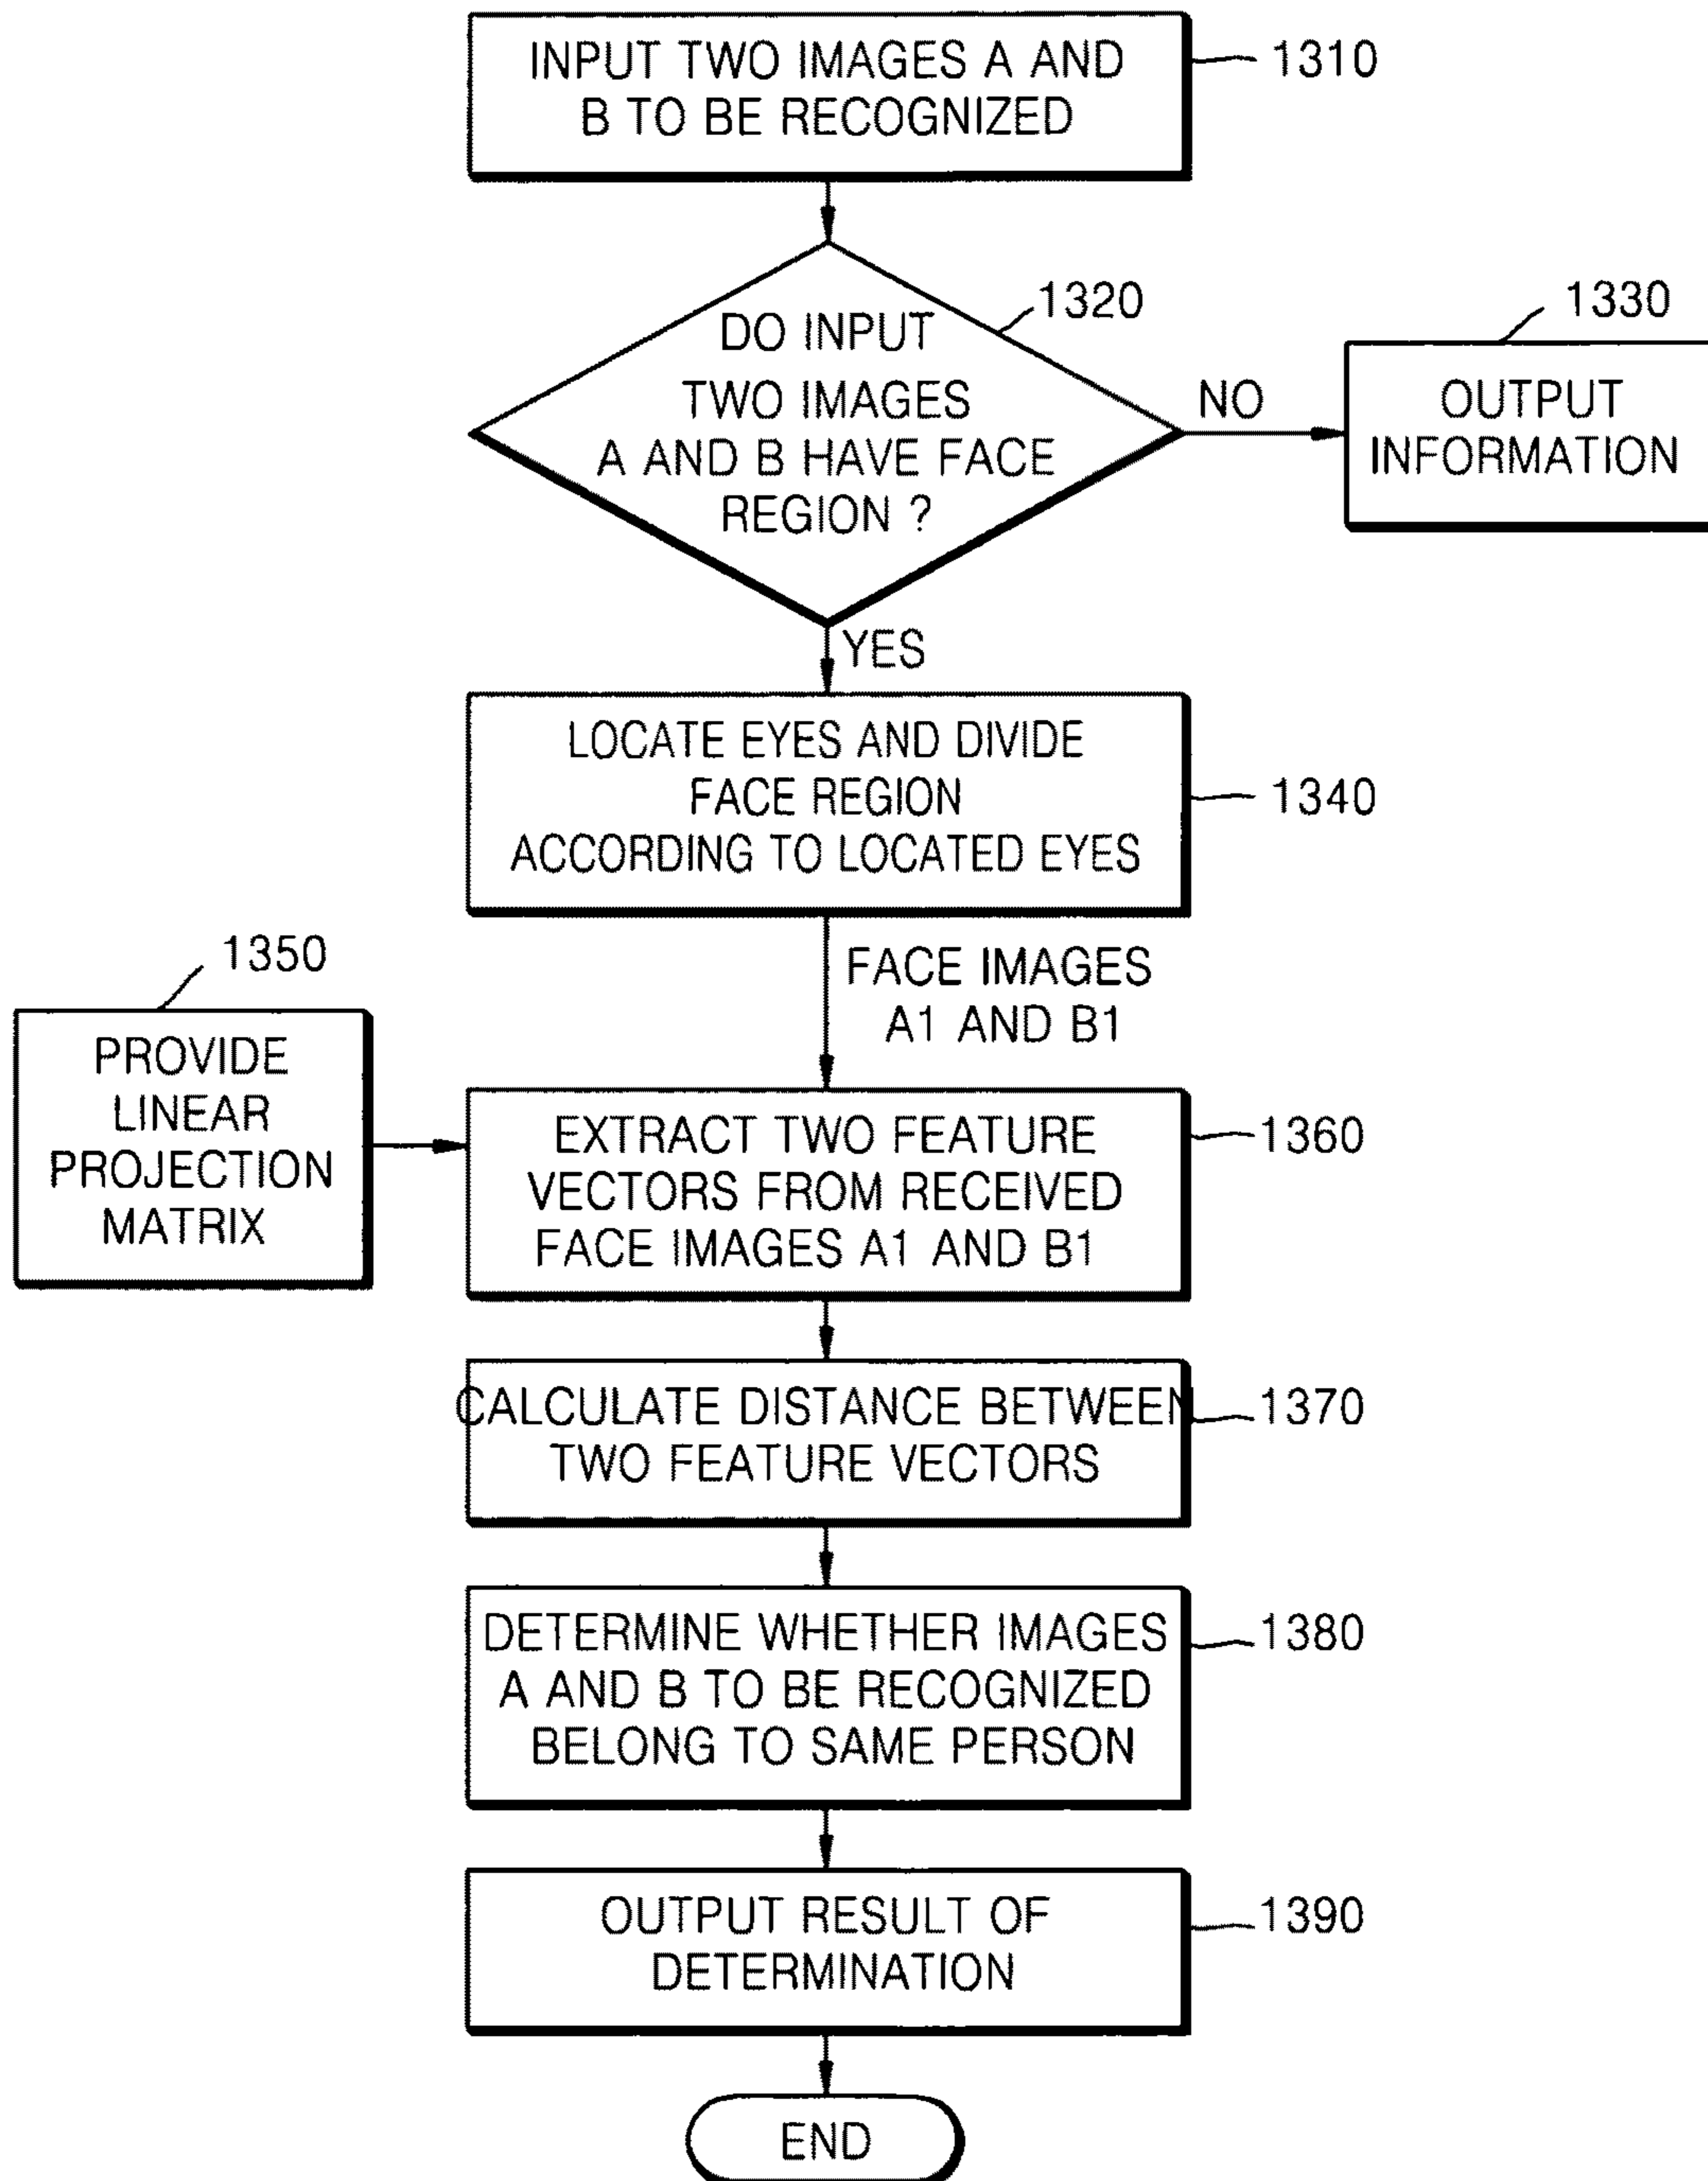 INPUT TWO IMAGES A AND
B TO BE RECOGNIZED
1310
DO INPUT
TWO IMAGES
A AND B HAVE FACE
REGION ?
1320
NO
1330
OUTPUT
INFORMATION
YES
LOCATE EYES AND DIVIDE
FACE REGION
ACCORDING TO LOCATED EYES
1340
FACE IMAGES
A1 AND B1
1350
PROVIDE
LINEAR
PROJECTION
MATRIX
EXTRACT TWO FEATURE
VECTORS FROM RECEIVED
FACE IMAGES A1 AND B1
1360
CALCULATE DISTANCE BETWEEN
TWO FEATURE VECTORS
1370
DETERMINE WHETHER IMAGES
A AND B TO BE RECOGNIZED
BELONG TO SAME PERSON
1380
OUTPUT RESULT OF
DETERMINATION
1390
END